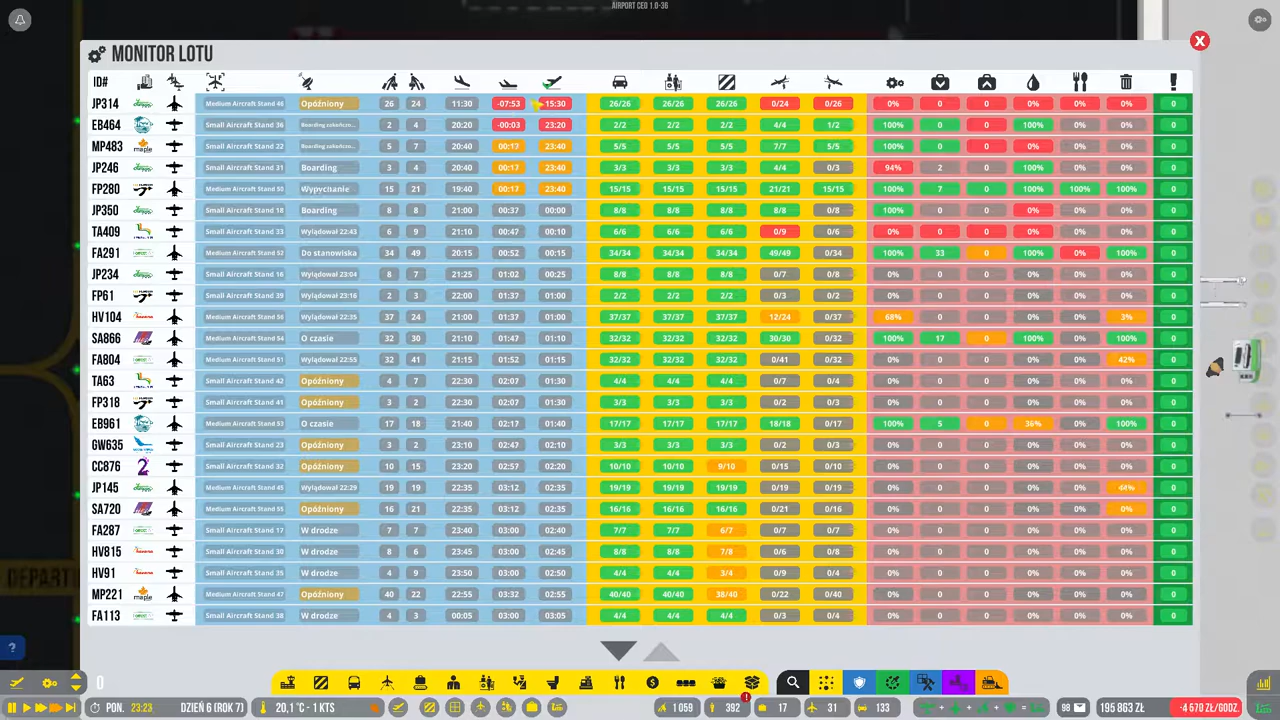 AIRPORT CEO 1.0-36
MONITOR LOTU
X
ID#
JP314 Medium Aircraft Stand 46 Opóźniony 26 24 11:30 -07:53 15:30 26/26 26/26 26/26 0/24 0/26 0% 0 0 0% 0% 0% 0
EB464 Small Aircraft Stand 36 Boarding zakończo... 2 4 20:20 -00:03 23:20 2/2 2/2 2/2 4/4 1/2 100% 0 0 100% 0% 0% 0
MP483 maple Small Aircraft Stand 22 Boarding zakończo... 5 7 20:40 00:17 23:40 5/5 5/5 5/5 7/7 5/5 100% 0 0 0% 0% 0% 0
JP246 Small Aircraft Stand 31 Boarding 3 4 20:40 00:17 23:40 3/3 3/3 3/3 4/4 0/3 94% 2 0 100% 0% 0% 0
FP280 Medium Aircraft Stand 50 Wypychanie 15 21 19:40 00:17 23:40 15/15 15/15 15/15 21/21 15/15 100% 7 0 100% 100% 100% 0
JP350 Small Aircraft Stand 18 Boarding 8 8 21:00 00:37 00:00 8/8 8/8 8/8 8/8 0/8 100% 0 0 0% 0% 0% 0
TA409 Small Aircraft Stand 33 Wylądował 22:43 6 9 21:10 00:47 00:10 6/6 6/6 6/6 0/9 0/6 0% 0 0 0% 0% 0% 0
FA291 Medium Aircraft Stand 52 Do stanowiska 34 49 20:15 00:52 00:15 34/34 34/34 34/34 49/49 0/34 100% 33 0 100% 0% 100% 0
JP234 Small Aircraft Stand 16 Wylądował 23:04 8 7 21:25 01:02 00:25 8/8 8/8 8/8 0/7 0/8 0% 0 0 0% 0% 0% 0
FP61 Small Aircraft Stand 39 Wylądował 23:16 2 3 22:00 01:37 01:00 2/2 2/2 2/2 0/3 0/2 0% 0 0 0% 0% 0% 0
HV104 Medium Aircraft Stand 56 Wylądował 22:35 37 24 21:00 01:37 01:00 37/37 37/37 37/37 12/24 0/37 68% 0 0 0% 0% 3% 0
SA866 Medium Aircraft Stand 54 O czasie 32 30 21:10 01:47 01:10 32/32 32/32 32/32 30/30 0/32 100% 17 0 100% 0% 100% 0
FA804 Medium Aircraft Stand 51 Wylądował 22:55 32 41 21:15 01:52 01:15 32/32 32/32 32/32 0/41 0/32 0% 0 0 0% 0% 42% 0
TA63 Small Aircraft Stand 42 Opóźniony 4 7 22:30 02:07 01:30 4/4 4/4 4/4 0/7 0/4 0% 0 0 0% 0% 0% 0
FP318 Small Aircraft Stand 41 Opóźniony 3 2 22:30 02:07 01:30 3/3 3/3 3/3 0/2 0/3 0% 0 0 0% 0% 0% 0
EB961 Medium Aircraft Stand 53 O czasie 17 18 21:40 02:17 01:40 17/17 17/17 17/17 18/18 0/17 100% 5 0 36% 0% 100% 0
OW635 Small Aircraft Stand 23 Opóźniony 3 2 23:10 02:47 02:10 3/3 3/3 3/3 0/2 0/3 0% 0 0 0% 0% 0% 0
CC876 2 Small Aircraft Stand 32 Opóźniony 10 15 23:20 02:57 02:20 10/10 10/10 9/10 0/15 0/10 0% 0 0 0% 0% 0% 0
JP145 Medium Aircraft Stand 45 Wylądował 22:29 19 19 22:35 03:12 02:35 19/19 19/19 19/19 0/19 0/19 0% 0 0 0% 0% 44% 0
SA720 Medium Aircraft Stand 55 Opóźniony 16 21 22:35 03:12 02:35 16/16 16/16 16/16 0/21 0/16 0% 0 0 0% 0% 0% 0
FA287 Small Aircraft Stand 17 W drodze 7 7 23:40 03:00 02:40 7/7 7/7 6/7 0/7 0/7 0% 0 0 0% 0% 0% 0
HV815 Small Aircraft Stand 30 W drodze 8 6 23:45 03:00 02:45 8/8 8/8 7/8 0/6 0/8 0% 0 0 0% 0% 0% 0
HV91 Small Aircraft Stand 35 W drodze 4 9 23:50 03:00 02:50 4/4 4/4 3/4 0/9 0/4 0% 0 0 0% 0% 0% 0
MP221 maple Medium Aircraft Stand 47 Opóźniony 40 22 22:55 03:32 02:55 40/40 40/40 38/40 0/22 0/40 0% 0 0 0% 0% 0% 0
FA113 Small Aircraft Stand 38 W drodze 4 3 00:05 03:00 03:05 4/4 4/4 4/4 0/3 0/4 0% 0 0 0% 0% 0% 0
?
0
PON. 23:23 DZIEŃ 6 (ROK 7) 20,1°C - 1 KTS 1 059 392 17 31 133 98 195 863 ZŁ -4 670 ZŁ/GODZ.